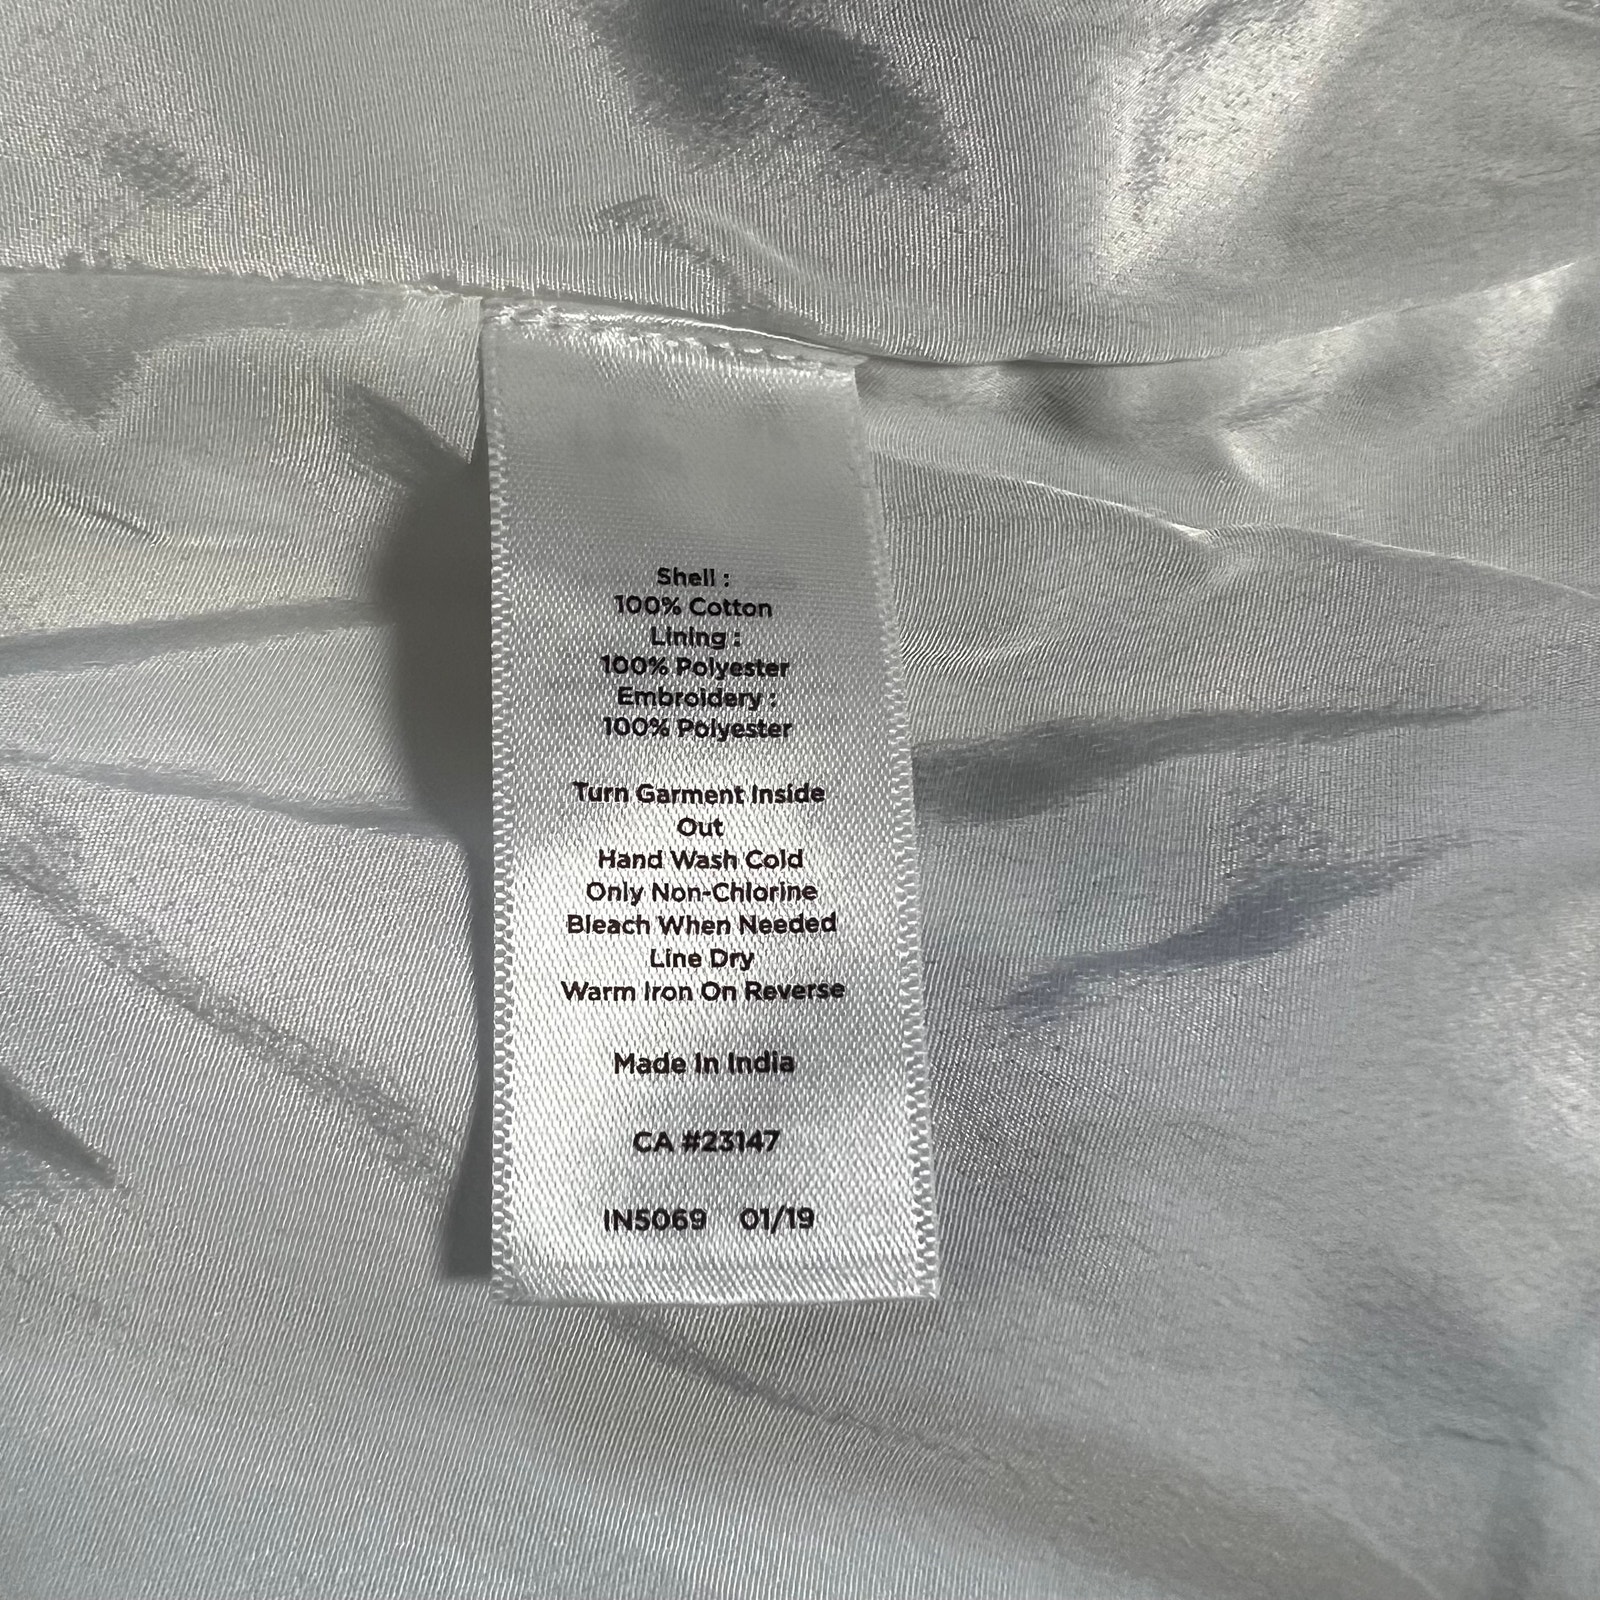 Shell :
100% Cotton
Lining :
100% Polyester
Embroidery :
100% Polyester
Turn Garment Inside
Out
Hand Wash Cold
Only Non-Chlorine
Bleach When Needed
Line Dry
Warm Iron On Reverse
Made In India
CA #23147
IN5069 01/19